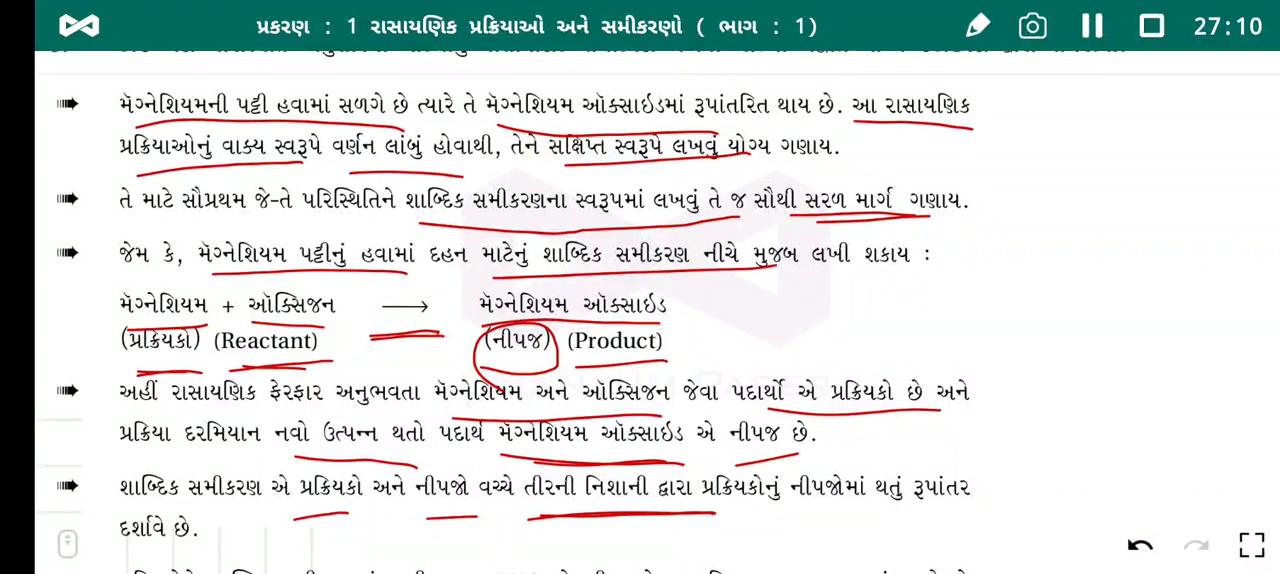 પ્રકરણ : 1 રાસાયણિક પ્રક્રિયાઓ અને સમીકરણો ( ભાગ : 1)
27:10
મૅગ્નેશિયમની પટ્ટી હવામાં સળગે છે ત્યારે તે મૅગ્નેશિયમ ઑક્સાઇડમાં રૂપાંતરિત થાય છે. આ રાસાયણિક
પ્રક્રિયાઓનું વાક્ય સ્વરૂપે વર્ણન લાંબું હોવાથી, તેને સક્ષિપ્ત સ્વરૂપે લખવું યોગ્ય ગણાય.
તે માટે સૌપ્રથમ જે-તે પરિસ્થિતિને શાબ્દિક સમીકરણના સ્વરૂપમાં લખવું તે જ સૌથી સરળ માર્ગ ગણાય.
જેમ કે, મૅગ્નેશિયમ પટ્ટીનું હવામાં દહન માટેનું શાબ્દિક સમીકરણ નીચે મુજબ લખી શકાય :
મૅગ્નેશિયમ + ઑક્સિજન ⟶ મૅગ્નેશિયમ ઑક્સાઇડ
(પ્રક્રિયકો) (Reactant) (નીપજ) (Product)
અહીં રાસાયણિક ફેરફાર અનુભવતા મૅગ્નેશિયમ અને ઑક્સિજન જેવા પદાર્થો એ પ્રક્રિયકો છે અને
પ્રક્રિયા દરમિયાન નવો ઉત્પન્ન થતો પદાર્થ મૅગ્નેશિયમ ઑક્સાઇડ એ નીપજ છે.
શાબ્દિક સમીકરણ એ પ્રક્રિયકો અને નીપજો વચ્ચે તીરની નિશાની દ્વારા પ્રક્રિયકોનું નીપજોમાં થતું રૂપાંતર
દર્શાવે છે.